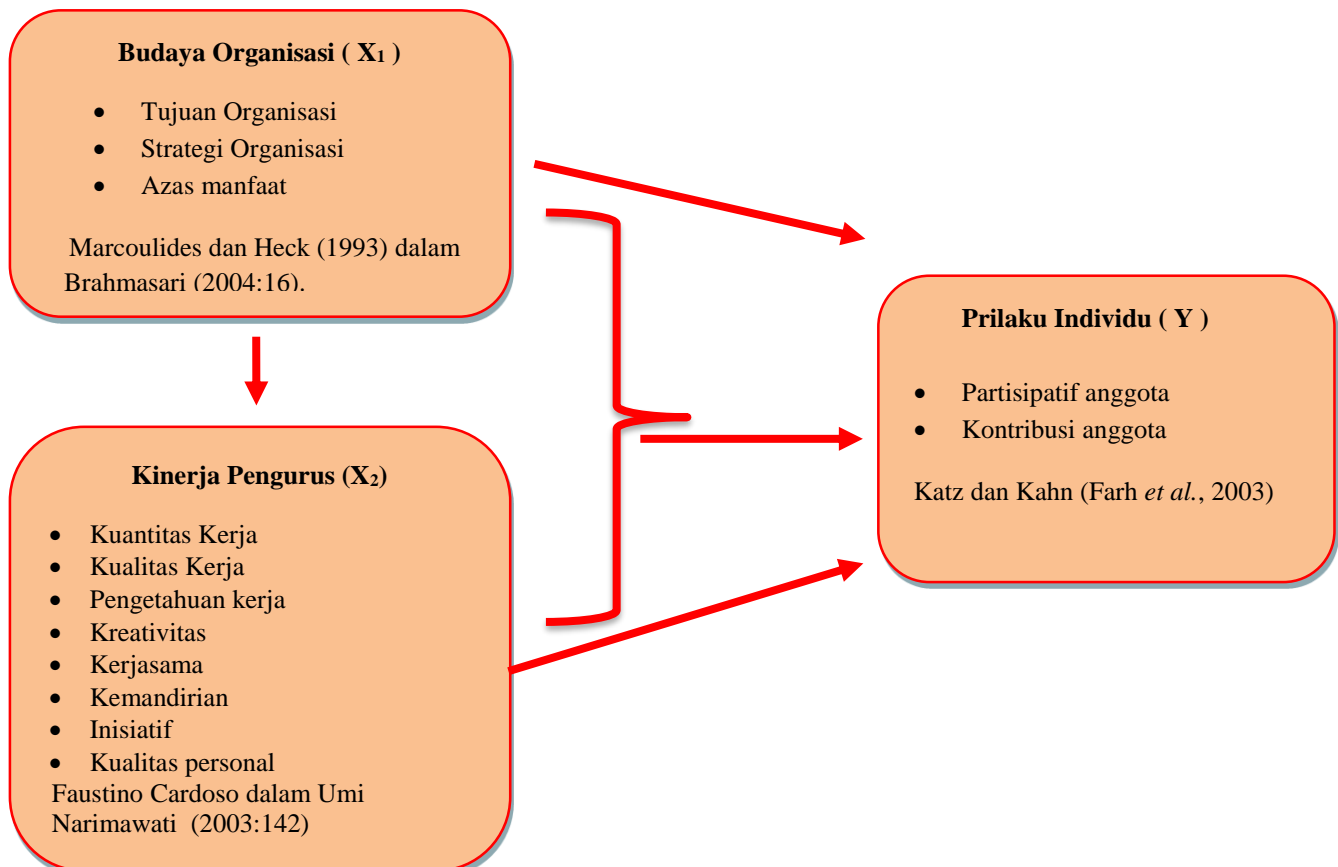 Budaya Organisasi ( X₁ )
• Tujuan Organisasi
• Strategi Organisasi
• Azas manfaat
Marcoulides dan Heck (1993) dalam
Brahmasari (2004:16).
Kinerja Pengurus (X₂)
• Kuantitas Kerja
• Kualitas Kerja
• Pengetahuan kerja
• Kreativitas
• Kerjasama
• Kemandirian
• Inisiatif
• Kualitas personal
Faustino Cardoso dalam Umi
Narimawati (2003:142)
Prilaku Individu ( Y )
• Partisipatif anggota
• Kontribusi anggota
Katz dan Kahn (Farh et al., 2003)